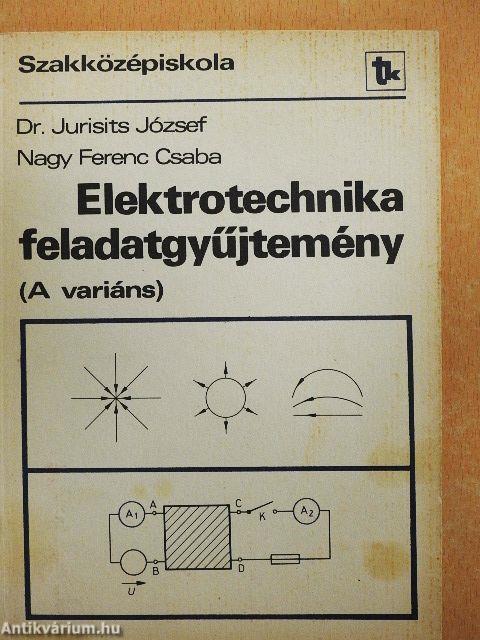 Szakközépiskola
tk
Dr. Jurisits József
Nagy Ferenc Csaba
Elektrotechnika
feladatgyűjtemény
(A variáns)
A C
A1 K A2
B D
U
Antikvárium.hu